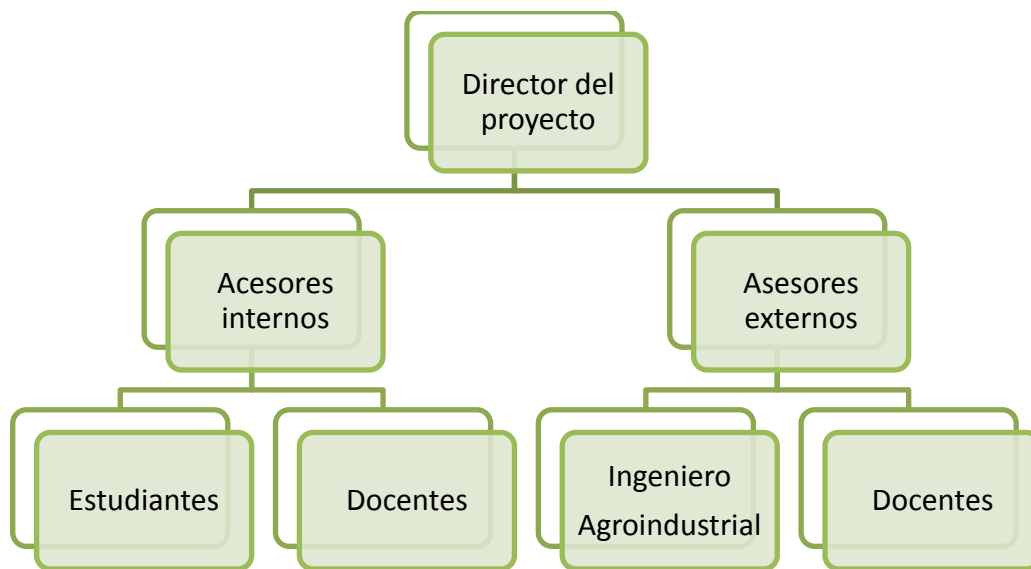 Director del
proyecto
Acesores
internos
Asesores
externos
Estudiantes
Docentes
Ingeniero
Agroindustrial
Docentes